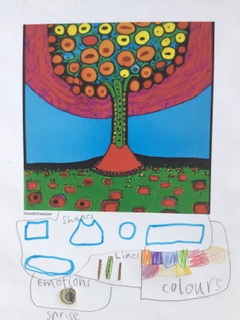 Hundertwasser
Shapes
Lines
Emotions
colours
sprise